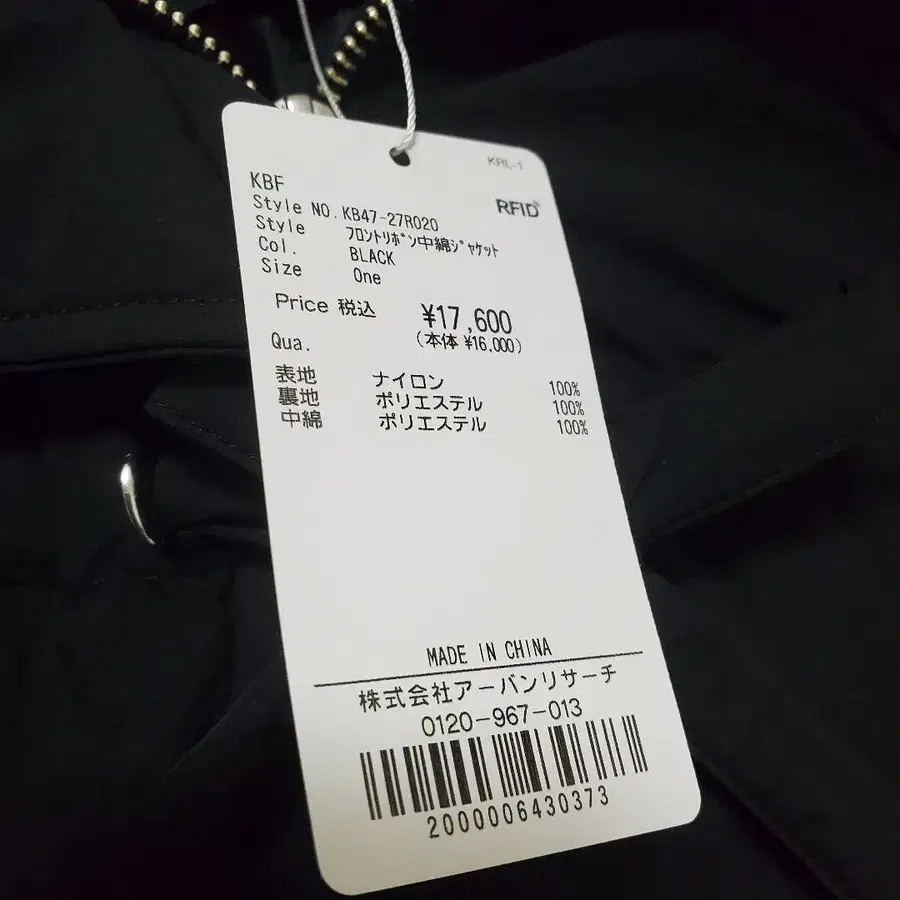 KRL-1
KBF
RFID
Style NO. KB47-27R020
Style ﾌﾛﾝﾄﾘﾎﾞﾝ中綿ｼﾞｬｹｯﾄ
Col. BLACK
Size One
Price 税込 ¥17,600
(本体 ¥16,000)
Qua.
表地 ナイロン 100%
裏地 ポリエステル 100%
中綿 ポリエステル 100%
MADE IN CHINA
株式会社アーバンリサーチ
0120-967-013
2000006430373